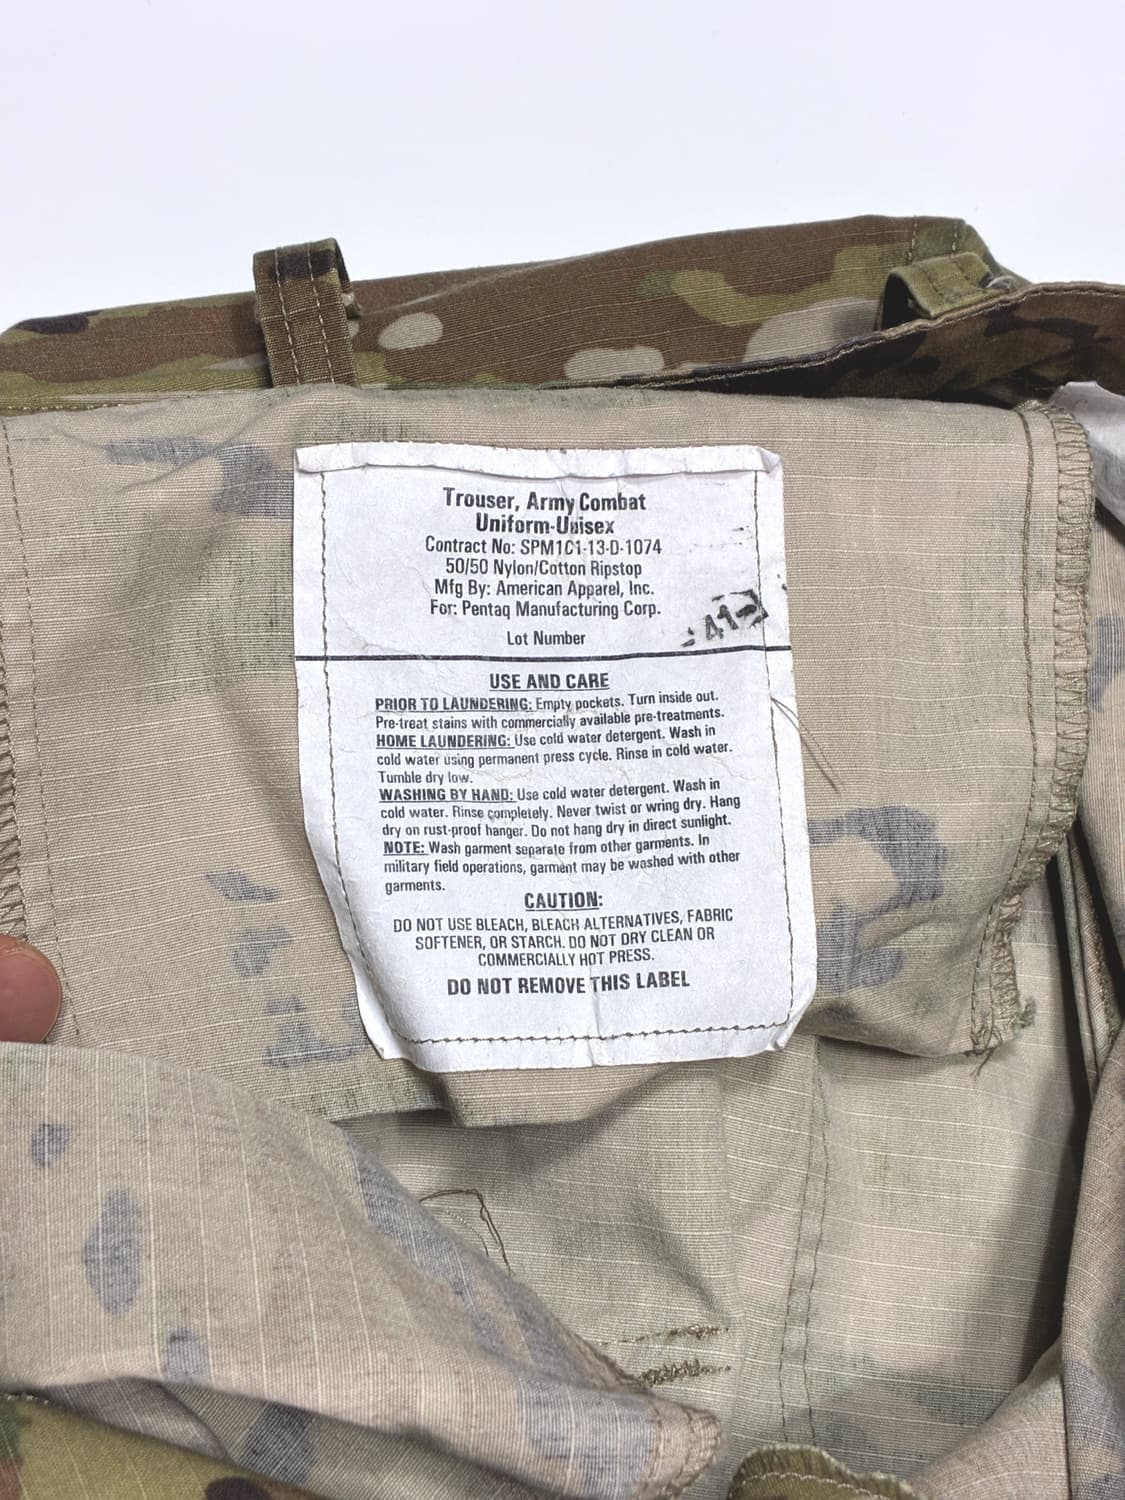 Trouser, Army Combat
Uniform-Unisex
Contract No: SPM1C1-13-D-1074
50/50 Nylon/Cotton Ripstop
Mfg By: American Apparel, Inc.
For: Pentaq Manufacturing Corp.
Lot Number
USE AND CARE
PRIOR TO LAUNDERING: Empty pockets. Turn inside out.
Pre-treat stains with commercially available pre-treatments.
HOME LAUNDERING: Use cold water detergent. Wash in
cold water using permanent press cycle. Rinse in cold water.
Tumble dry low.
WASHING BY HAND: Use cold water detergent. Wash in
cold water. Rinse completely. Never twist or wring dry. Hang
dry on rust-proof hanger. Do not hang dry in direct sunlight.
NOTE: Wash garment separate from other garments. In
military field operations, garment may be washed with other
garments.
CAUTION:
DO NOT USE BLEACH, BLEACH ALTERNATIVES, FABRIC
SOFTENER, OR STARCH. DO NOT DRY CLEAN OR
COMMERCIALLY HOT PRESS.
DO NOT REMOVE THIS LABEL